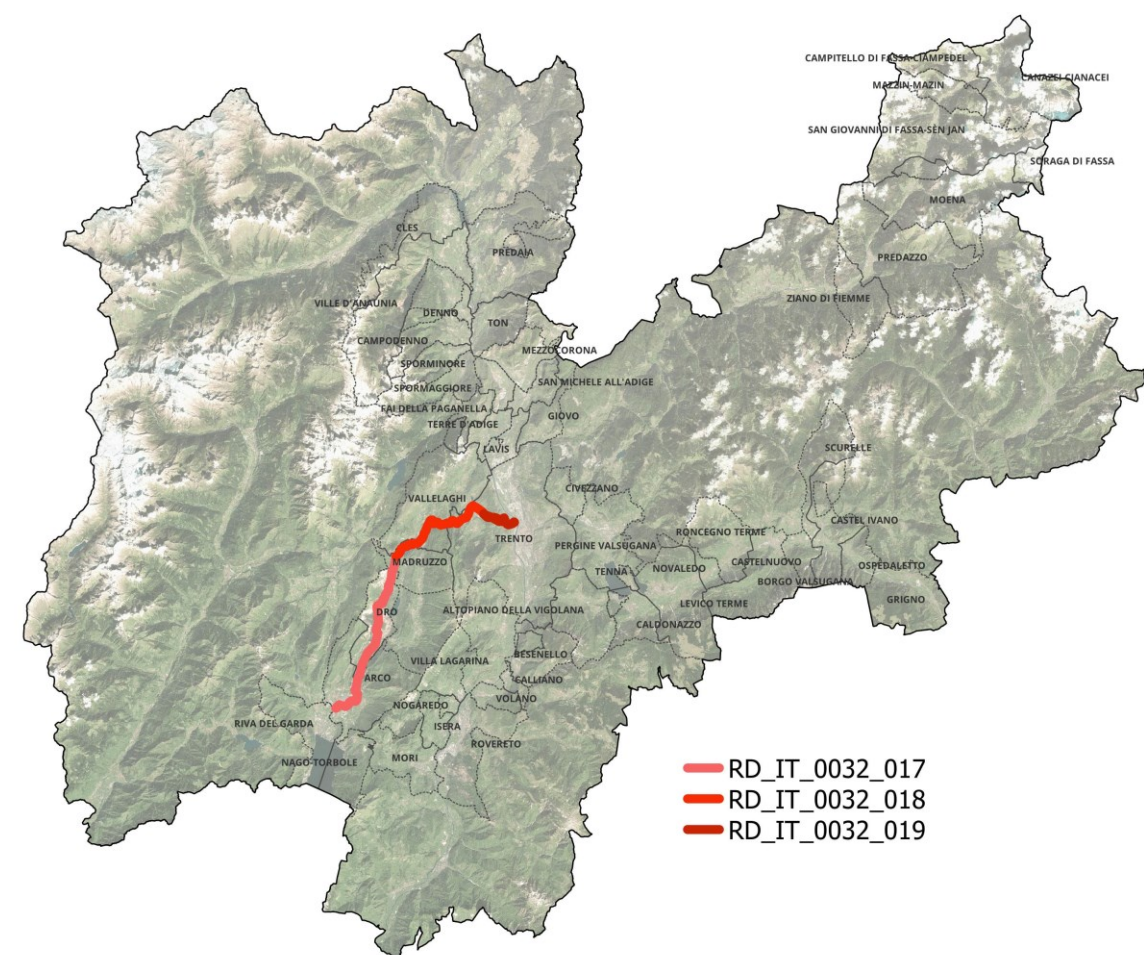 CAMPITELLO DI FASSA-CIAMPEDEL
CANAZEI-CIANACEI
MAZZIN-MAZIN
SAN GIOVANNI DI FASSA-SÈN JAN
SORAGA DI FASSA
MOENA
CLES
PREDAIA
PREDAZZO
ZIANO DI FIEMME
VILLE D'ANAUNIA
DENNO
TON
CAMPODENNO
MEZZOCORONA
SPORMINORE
SAN MICHELE ALL'ADIGE
SPORMAGGIORE
FAI DELLA PAGANELLA
GIOVO
TERRE D'ADIGE
LAVIS
SCURELLE
CIVEZZANO
VALLELAGHI
CASTEL IVANO
RONCEGNO TERME
TRENTO
PERGINE VALSUGANA
MADRUZZO
CASTELNUOVO
OSPEDALETTO
TENNA
NOVALEDO
BORGO VALSUGANA
GRIGNO
LEVICO TERME
DRO
ALTOPIANO DELLA VIGOLANA
CALDONAZZO
BESENELLO
VILLA LAGARINA
ARCO
CALLIANO
VOLANO
NOGAREDO
RIVA DEL GARDA
ISERA
ROVERETO
MORI
NAGO-TORBOLE
RD_IT_0032_017
RD_IT_0032_018
RD_IT_0032_019